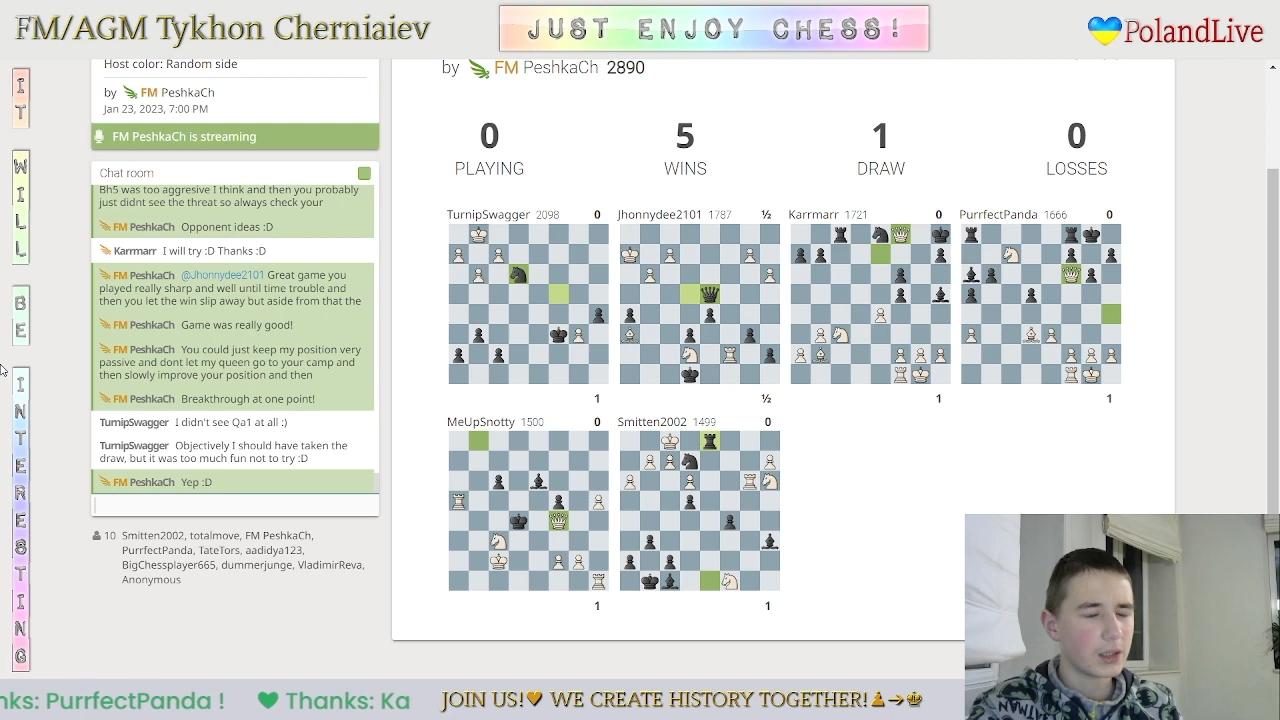 FM/AGM Tykhon Cherniaiev
JUST ENJOY CHESS!
PolandLive
IT
WILL
BE
INTERESTING
Host color: Random side
by FM PeshkaCh
Jan 23, 2023, 7:00 PM
FM PeshkaCh is streaming
Chat room
Bh5 was too aggresive I think and then you probably
just didnt see the threat so always check your
FM PeshkaCh Opponent ideas :D
Karrmarr I will try :D Thanks :D
FM PeshkaCh @Jhonnydee2101 Great game you
played really sharp and well until time trouble and
then you let the win slip away but aside from that the
FM PeshkaCh Game was really good!
FM PeshkaCh You could just keep my position very
passive and dont let my queen go to your camp and
then slowly improve your position and then
FM PeshkaCh Breakthrough at one point!
TurnipSwagger I didn't see Qa1 at all :)
TurnipSwagger Objectively I should have taken the
draw, but it was too much fun not to try :D
FM PeshkaCh Yep :D
10 Smitten2002, totalmove, FM PeshKaCh,
PurrfectPanda, TateTors, aadidya123,
BigChessplayer665, dummerjunge, VladimirReva,
Anonymous
by FM PeshkaCh 2890
0 5 1 0
PLAYING WINS DRAW LOSSES
TurnipSwagger 2098 0
1
Jhonnydee2101 1787 ½
½
Karrmarr 1721 0
1
PurrfectPanda 1666 0
1
MeUpSnotty 1500 0
1
Smitten2002 1499 0
1
nks: PurrfectPanda ! Thanks: Ka
JOIN US! WE CREATE HISTORY TOGETHER!